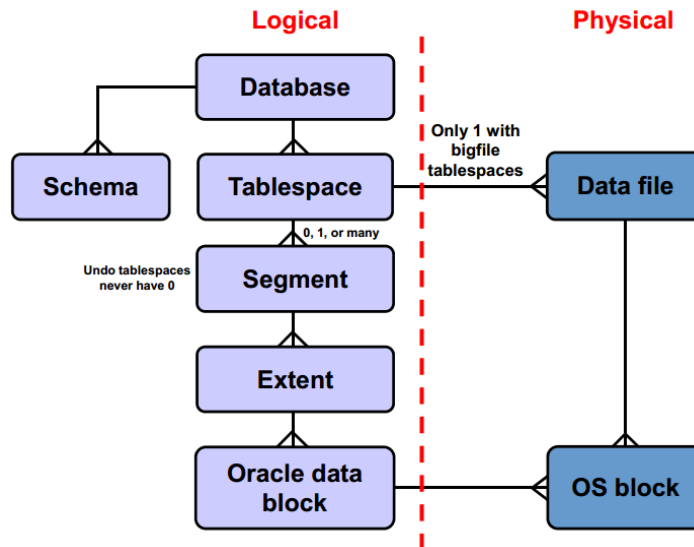 Logical
Physical
Database
Only 1 with
bigfile
tablespaces
Schema
Tablespace
Data file
0, 1, or many
Undo tablespaces
never have 0
Segment
Extent
Oracle data
block
OS block